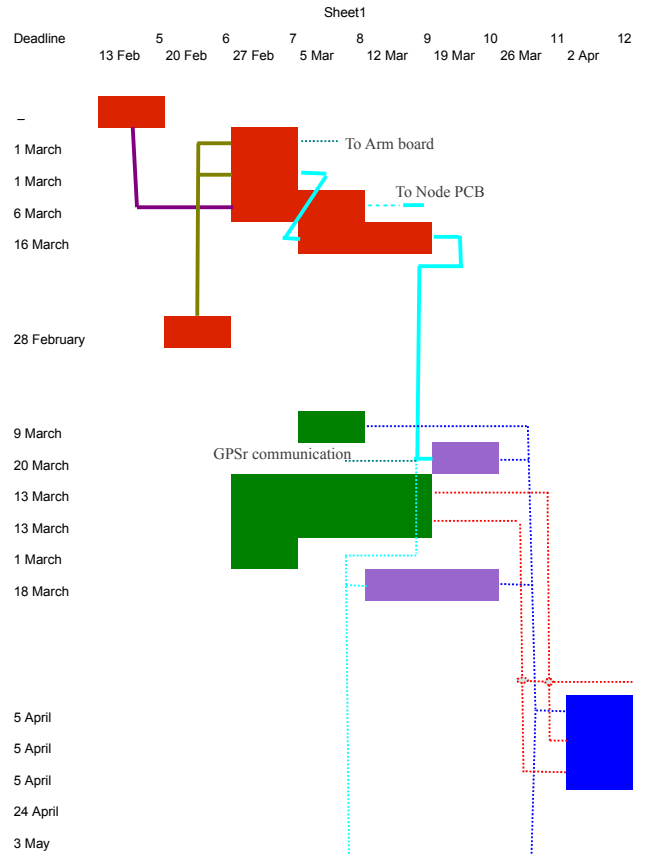 Sheet1
Deadline 5 6 7 8 9 10 11 12
13 Feb 20 Feb 27 Feb 5 Mar 12 Mar 19 Mar 26 Mar 2 Apr
–
1 March
To Arm board
1 March
To Node PCB
6 March
16 March
28 February
9 March
GPSr communication
20 March
13 March
13 March
1 March
18 March
5 April
5 April
5 April
24 April
3 May